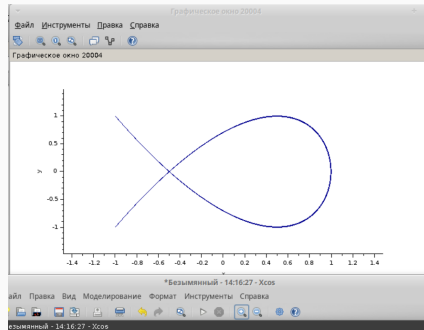 Графическое окно 20004
Файл Инструменты Правка Справка
Графическое окно 20004
1
0.5
y
0
-0.5
-1
-1.4 -1.2 -1 -0.8 -0.6 -0.4 -0.2 0 0.2 0.4 0.6 0.8 1 1.2 1.4
*Безымянный - 14:16:27 - Xcos
айл Правка Вид Моделирование Формат Инструменты Справка
езымянный - 14:16:27 - Xcos